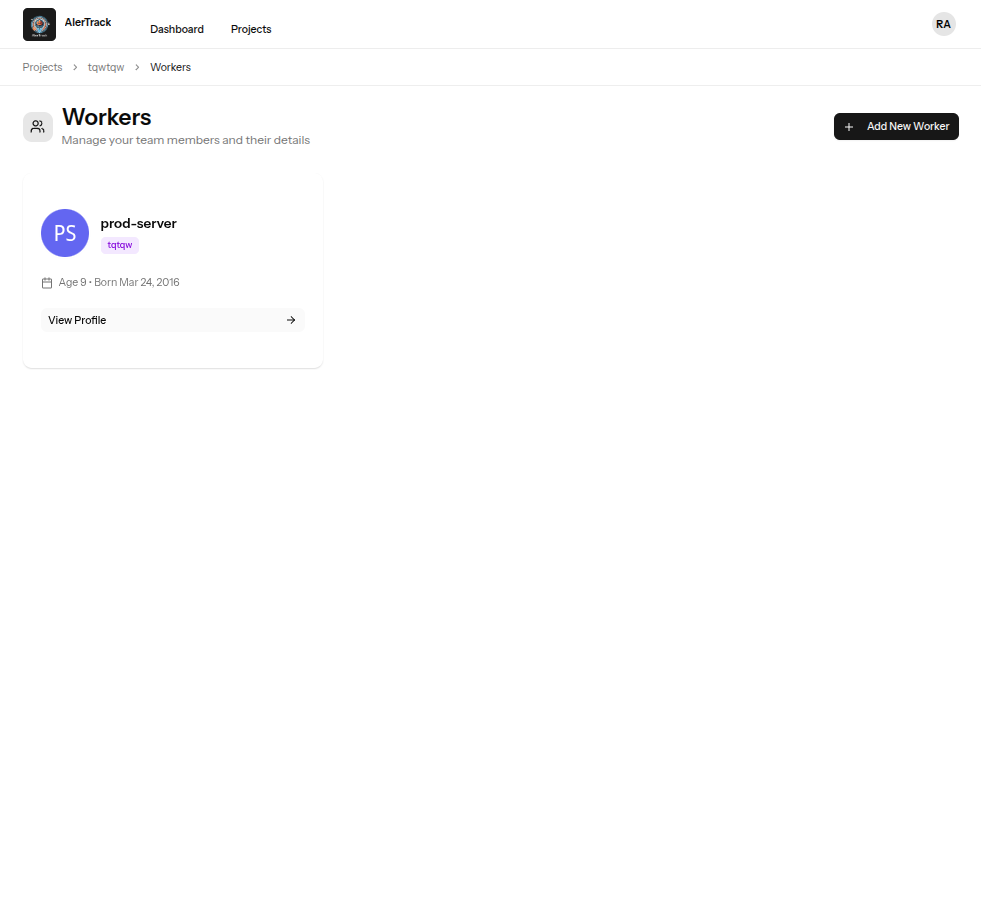 AlerTrack
Dashboard
Projects
RA
Projects
tqwtqw
Workers
Workers
Manage your team members and their details
Add New Worker
PS
prod-server
tqtqw
Age 9 • Born Mar 24, 2016
View Profile